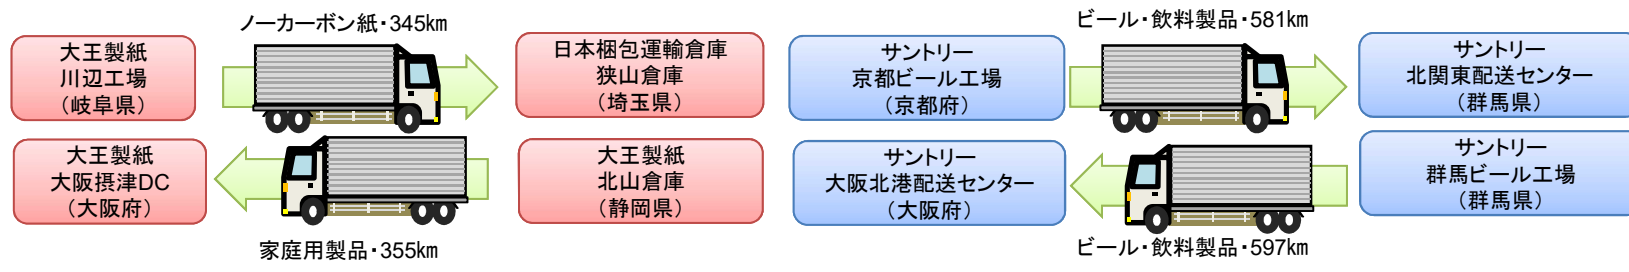 ノーカーボン紙・345㎞
大王製紙
川辺工場
（岐阜県）
日本梱包運輸倉庫
狭山倉庫
（埼玉県）
大王製紙
大阪摂津DC
（大阪府）
大王製紙
北山倉庫
（静岡県）
家庭用製品・355㎞
ビール・飲料製品・581㎞
サントリー
京都ビール工場
（京都府）
サントリー
北関東配送センター
（群馬県）
サントリー
大阪北港配送センター
（大阪府）
サントリー
群馬ビール工場
（群馬県）
ビール・飲料製品・597㎞